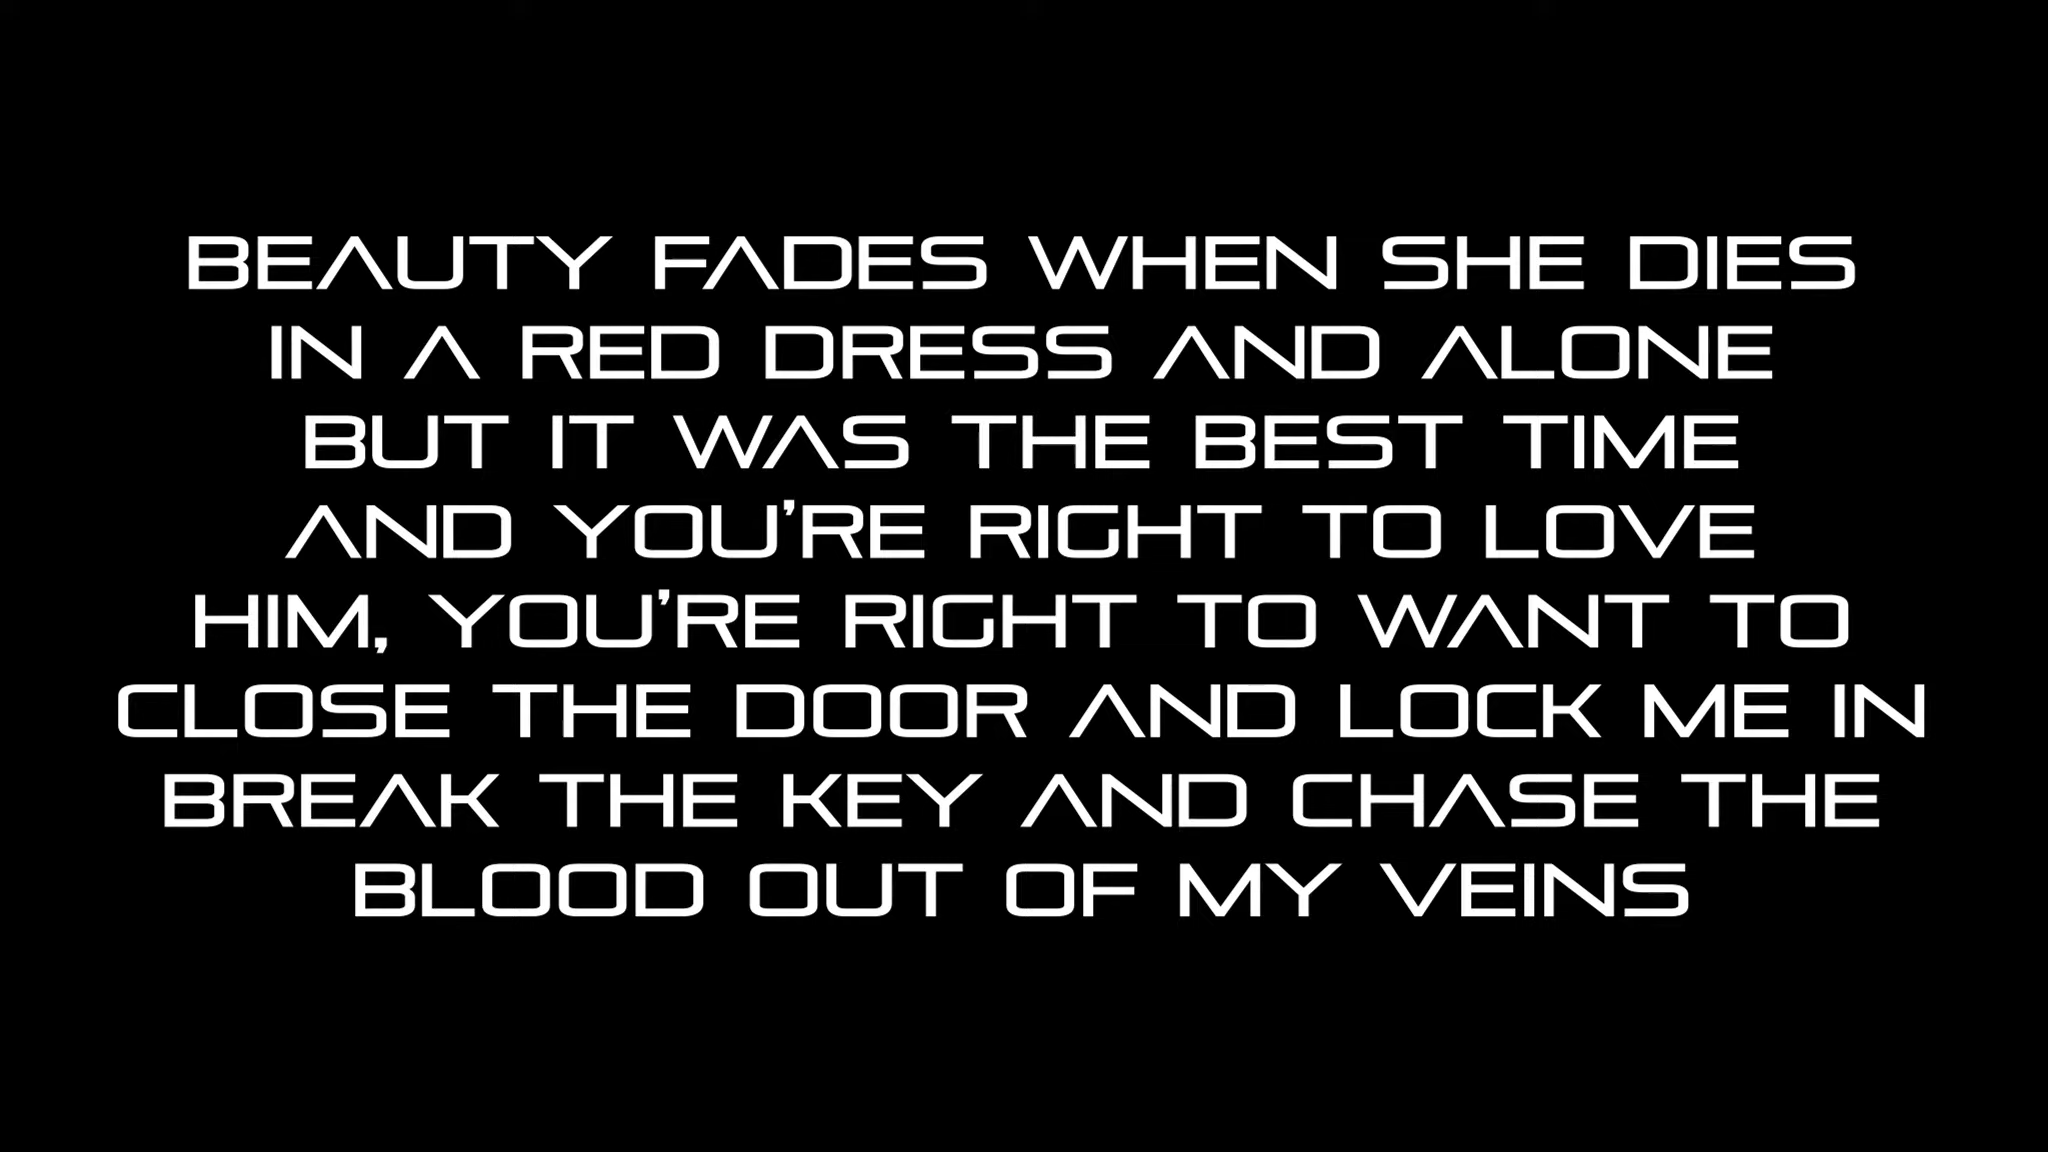 BEAUTY FADES WHEN SHE DIES
IN A RED DRESS AND ALONE
BUT IT WAS THE BEST TIME
AND YOU'RE RIGHT TO LOVE
HIM, YOU'RE RIGHT TO WANT TO
CLOSE THE DOOR AND LOCK ME IN
BREAK THE KEY AND CHASE THE
BLOOD OUT OF MY VEINS